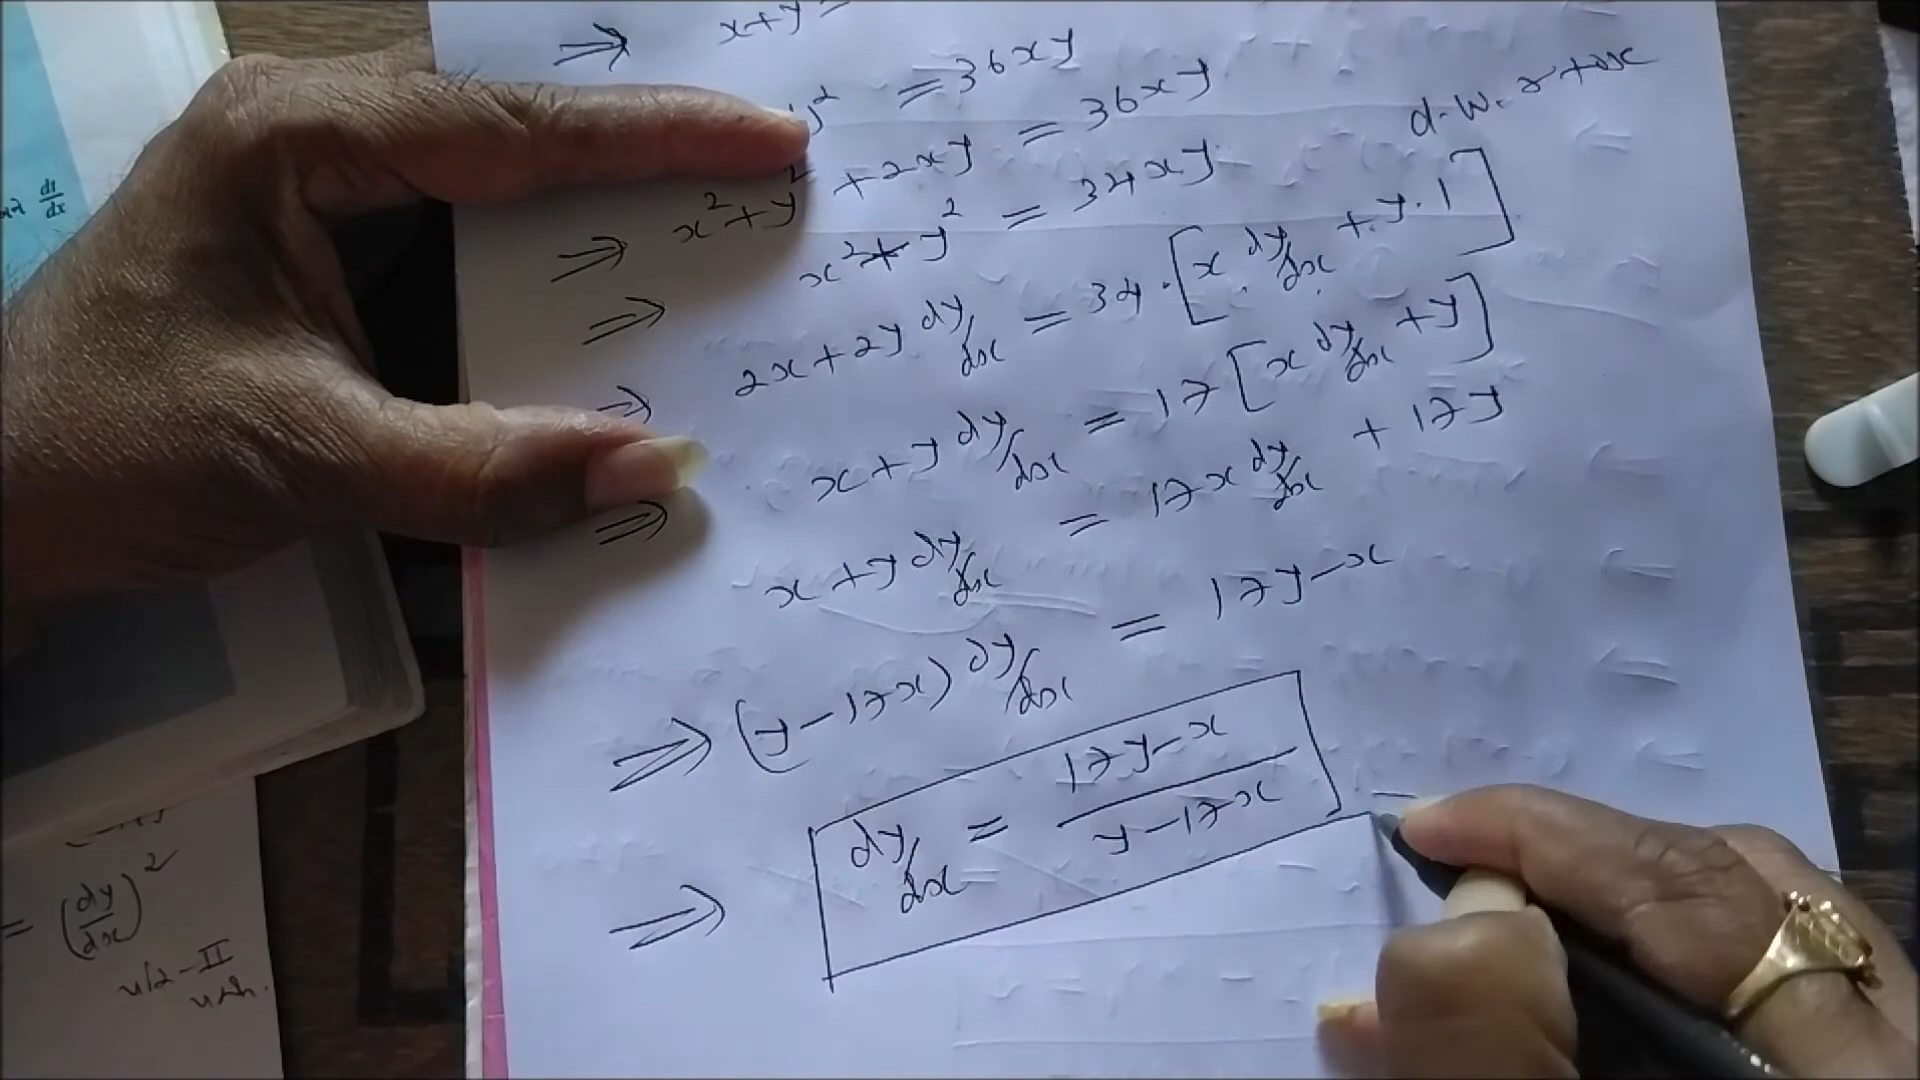 ⇒ x+y =
y² = 36xy
⇒ x²+y²+2xy = 36xy
⇒ x²+y² = 34xy
d.w.r.to x
⇒ 2x+2y dy/dx = 34·[x dy/dx + y·1]
⇒ x+y dy/dx = 17[x dy/dx + y]
x+y dy/dx = 17x dy/dx + 17y
⇒ (y-17x) dy/dx = 17y-x
⇒ dy/dx = 17y-x / y-17x
dx
= (dy/dx)²